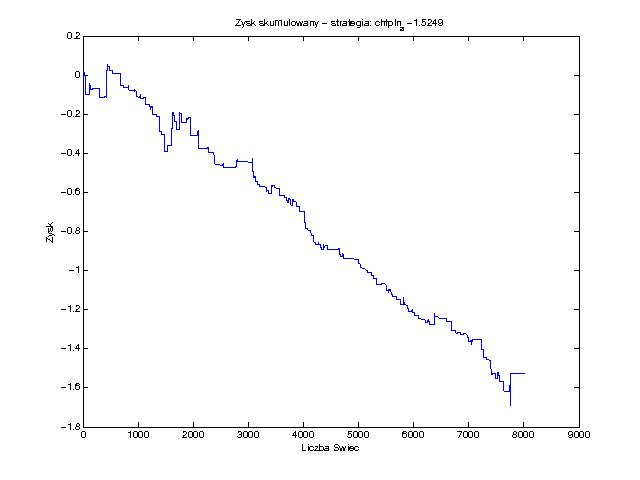 Zysk skumulowany − strategia: chfpln_a −1.5249
0.2
0
−0.2
−0.4
−0.6
−0.8
−1
−1.2
−1.4
−1.6
−1.8
Zysk
0 1000 2000 3000 4000 5000 6000 7000 8000 9000
Liczba Swiec